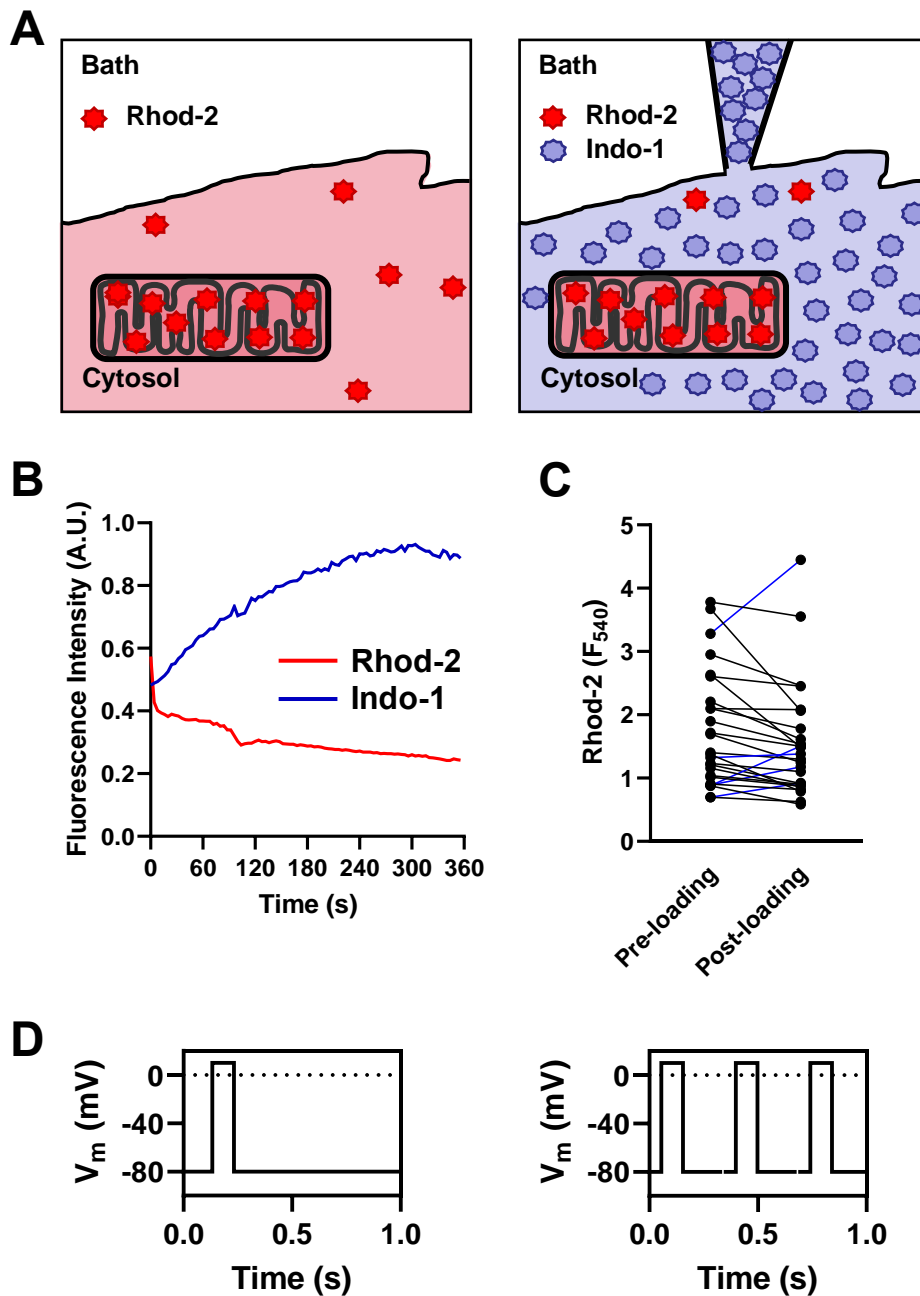 A
Bath
Rhod-2
Cytosol
Bath
Rhod-2
Indo-1
Cytosol
B
Fluorescence Intensity (A.U.)
1.0
0.8
0.6
0.4
0.2
0.0
Rhod-2
Indo-1
0 60 120 180 240 300 360
Time (s)
C
Rhod-2 (F540)
5
4
3
2
1
0
Pre-loading
Post-loading
D
Vm (mV)
0
-40
-80
0.0 0.5 1.0
Time (s)
Vm (mV)
0
-40
-80
0.0 0.5 1.0
Time (s)